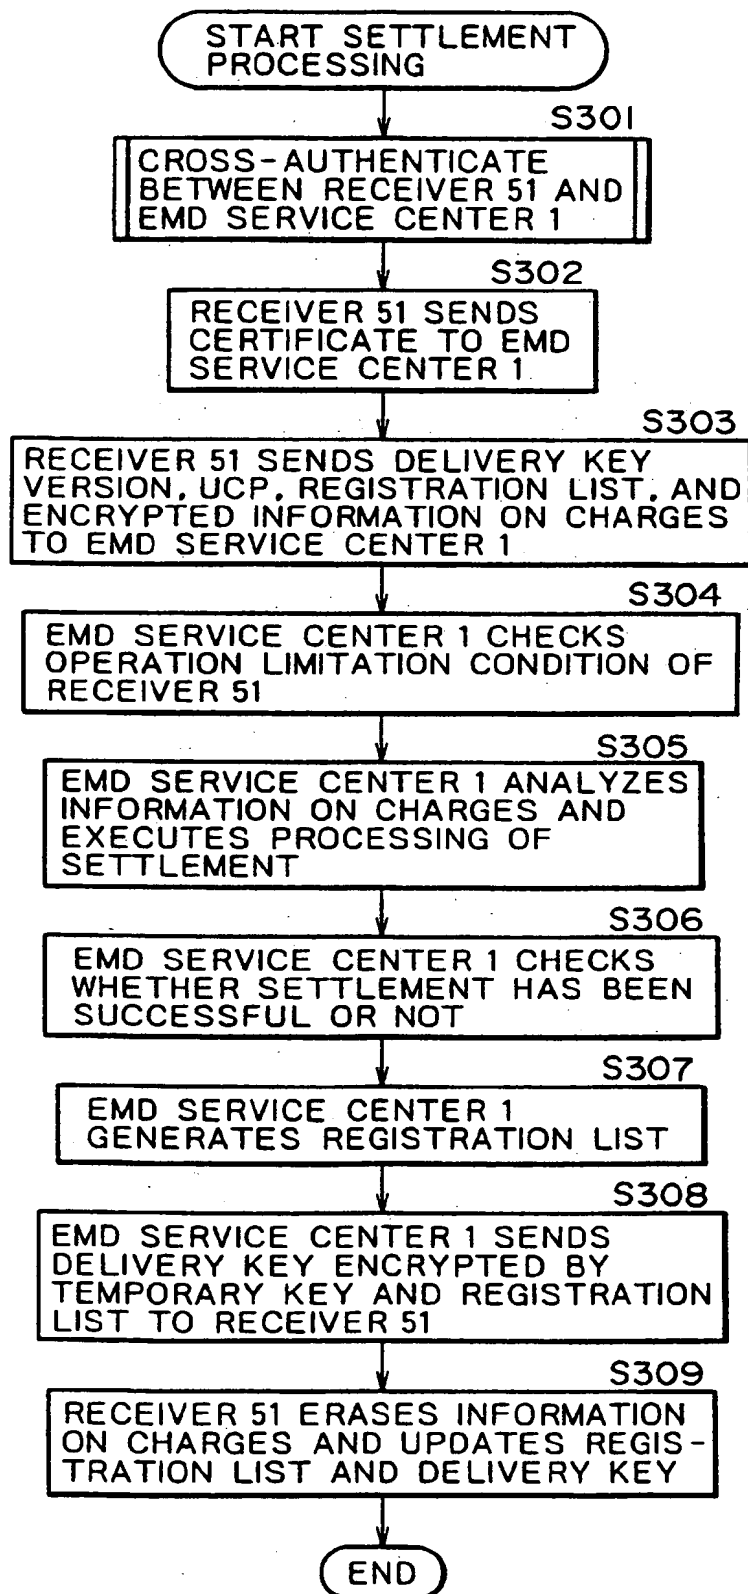 START SETTLEMENT
PROCESSING
S301
CROSS-AUTHENTICATE
BETWEEN RECEIVER 51 AND
EMD SERVICE CENTER 1
S302
RECEIVER 51 SENDS
CERTIFICATE TO EMD
SERVICE CENTER 1
S303
RECEIVER 51 SENDS DELIVERY KEY
VERSION, UCP, REGISTRATION LIST, AND
ENCRYPTED INFORMATION ON CHARGES
TO EMD SERVICE CENTER 1
S304
EMD SERVICE CENTER 1 CHECKS
OPERATION LIMITATION CONDITION OF
RECEIVER 51
S305
EMD SERVICE CENTER 1 ANALYZES
INFORMATION ON CHARGES AND
EXECUTES PROCESSING OF
SETTLEMENT
S306
EMD SERVICE CENTER 1 CHECKS
WHETHER SETTLEMENT HAS BEEN
SUCCESSFUL OR NOT
S307
EMD SERVICE CENTER 1
GENERATES REGISTRATION LIST
S308
EMD SERVICE CENTER 1 SENDS
DELIVERY KEY ENCRYPTED BY
TEMPORARY KEY AND REGISTRATION
LIST TO RECEIVER 51
S309
RECEIVER 51 ERASES INFORMATION
ON CHARGES AND UPDATES REGIS-
TRATION LIST AND DELIVERY KEY
END